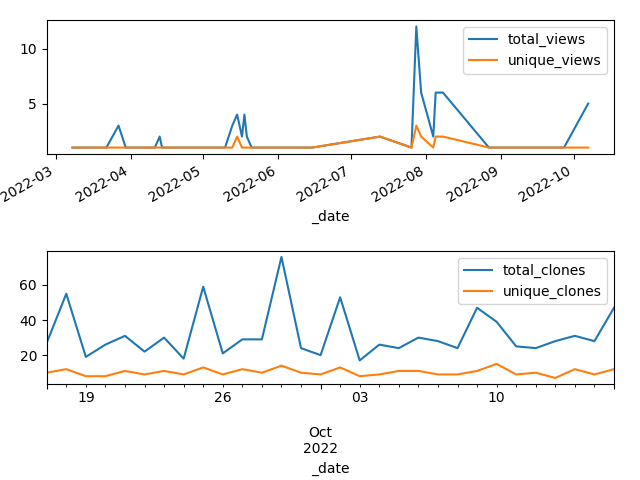 10
5
total_views
unique_views
2022-03
2022-04
2022-05
2022-06
2022-07
2022-08
2022-09
2022-10
_date
60
40
20
total_clones
unique_clones
19
26
03
10
Oct
2022
_date